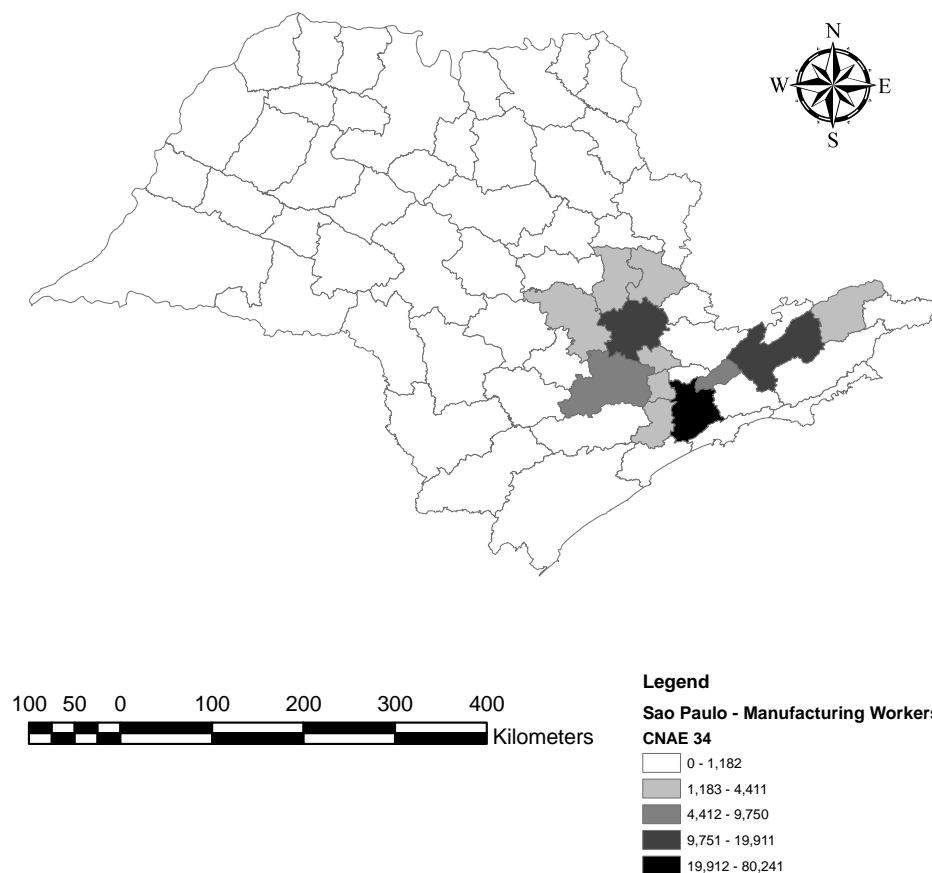 N
W E
S
100 50 0 100 200 300 400
Kilometers
Legend
Sao Paulo - Manufacturing Workers
CNAE 34
0 - 1,182
1,183 - 4,411
4,412 - 9,750
9,751 - 19,911
19,912 - 80,241